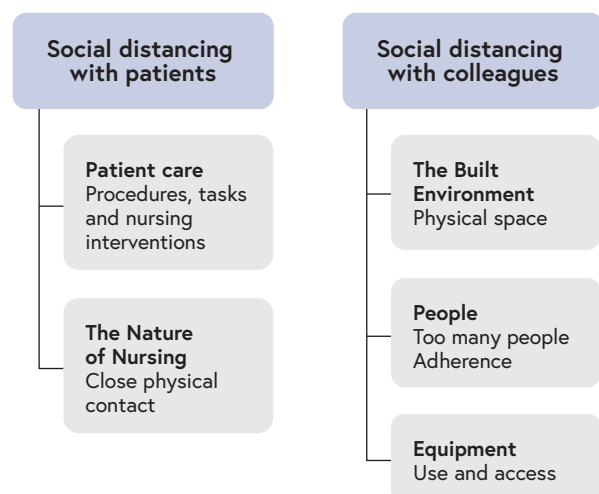 Social distancing
with patients
Patient care
Procedures, tasks
and nursing
interventions
The Nature
of Nursing
Close physical
contact
Social distancing
with colleagues
The Built
Environment
Physical space
People
Too many people
Adherence
Equipment
Use and access